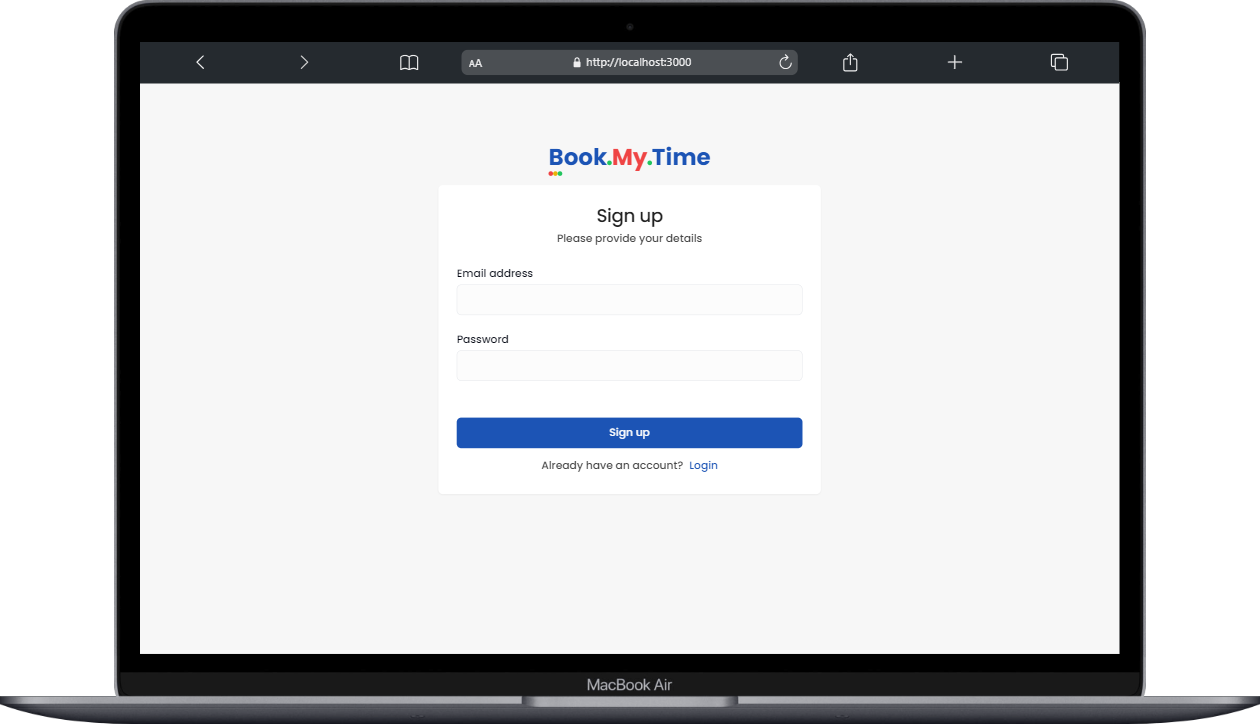 AA http://localhost:3000
Book.My.Time
Sign up
Please provide your details
Email address
Password
Sign up
Already have an account? Login
MacBook Air